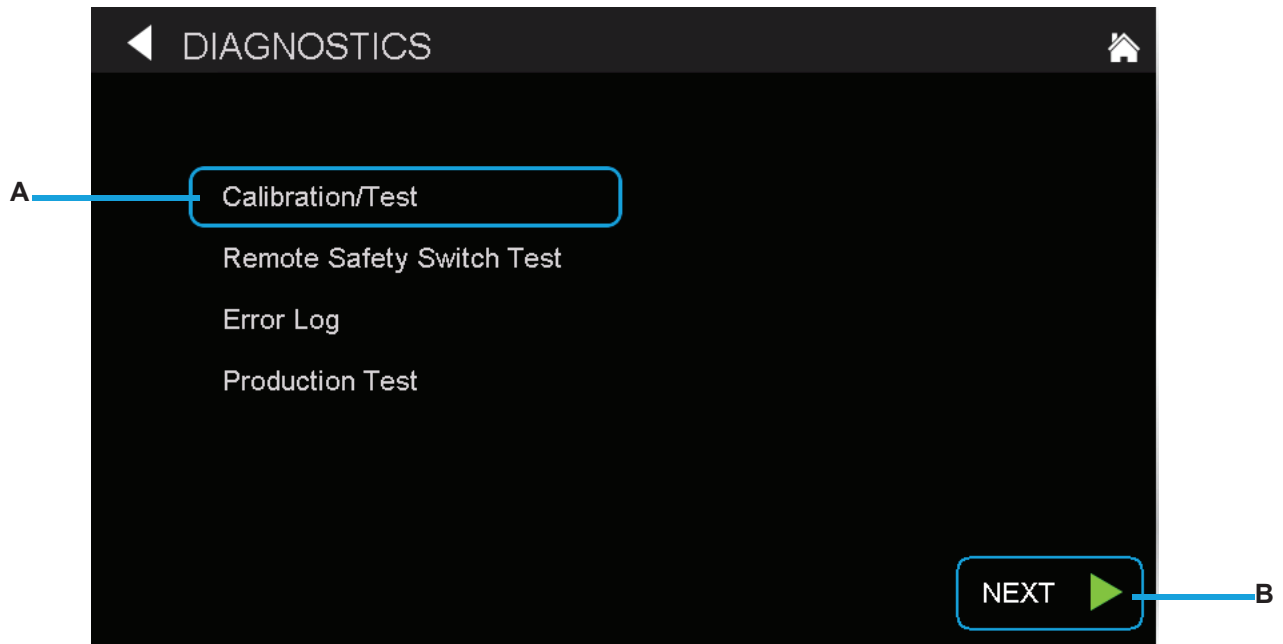 DIAGNOSTICS
A
Calibration/Test
Remote Safety Switch Test
Error Log
Production Test
NEXT
B